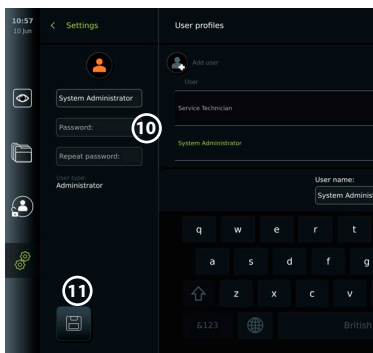 10:57
10 Jun
Settings
User profiles
Add user
User
System Administrator
Service Technician
Password:
10
System Administrator
Repeat password:
User type:
Administrator
User name:
System Adminis
q w e r t
a s d f g
11
z x c v
&123
British